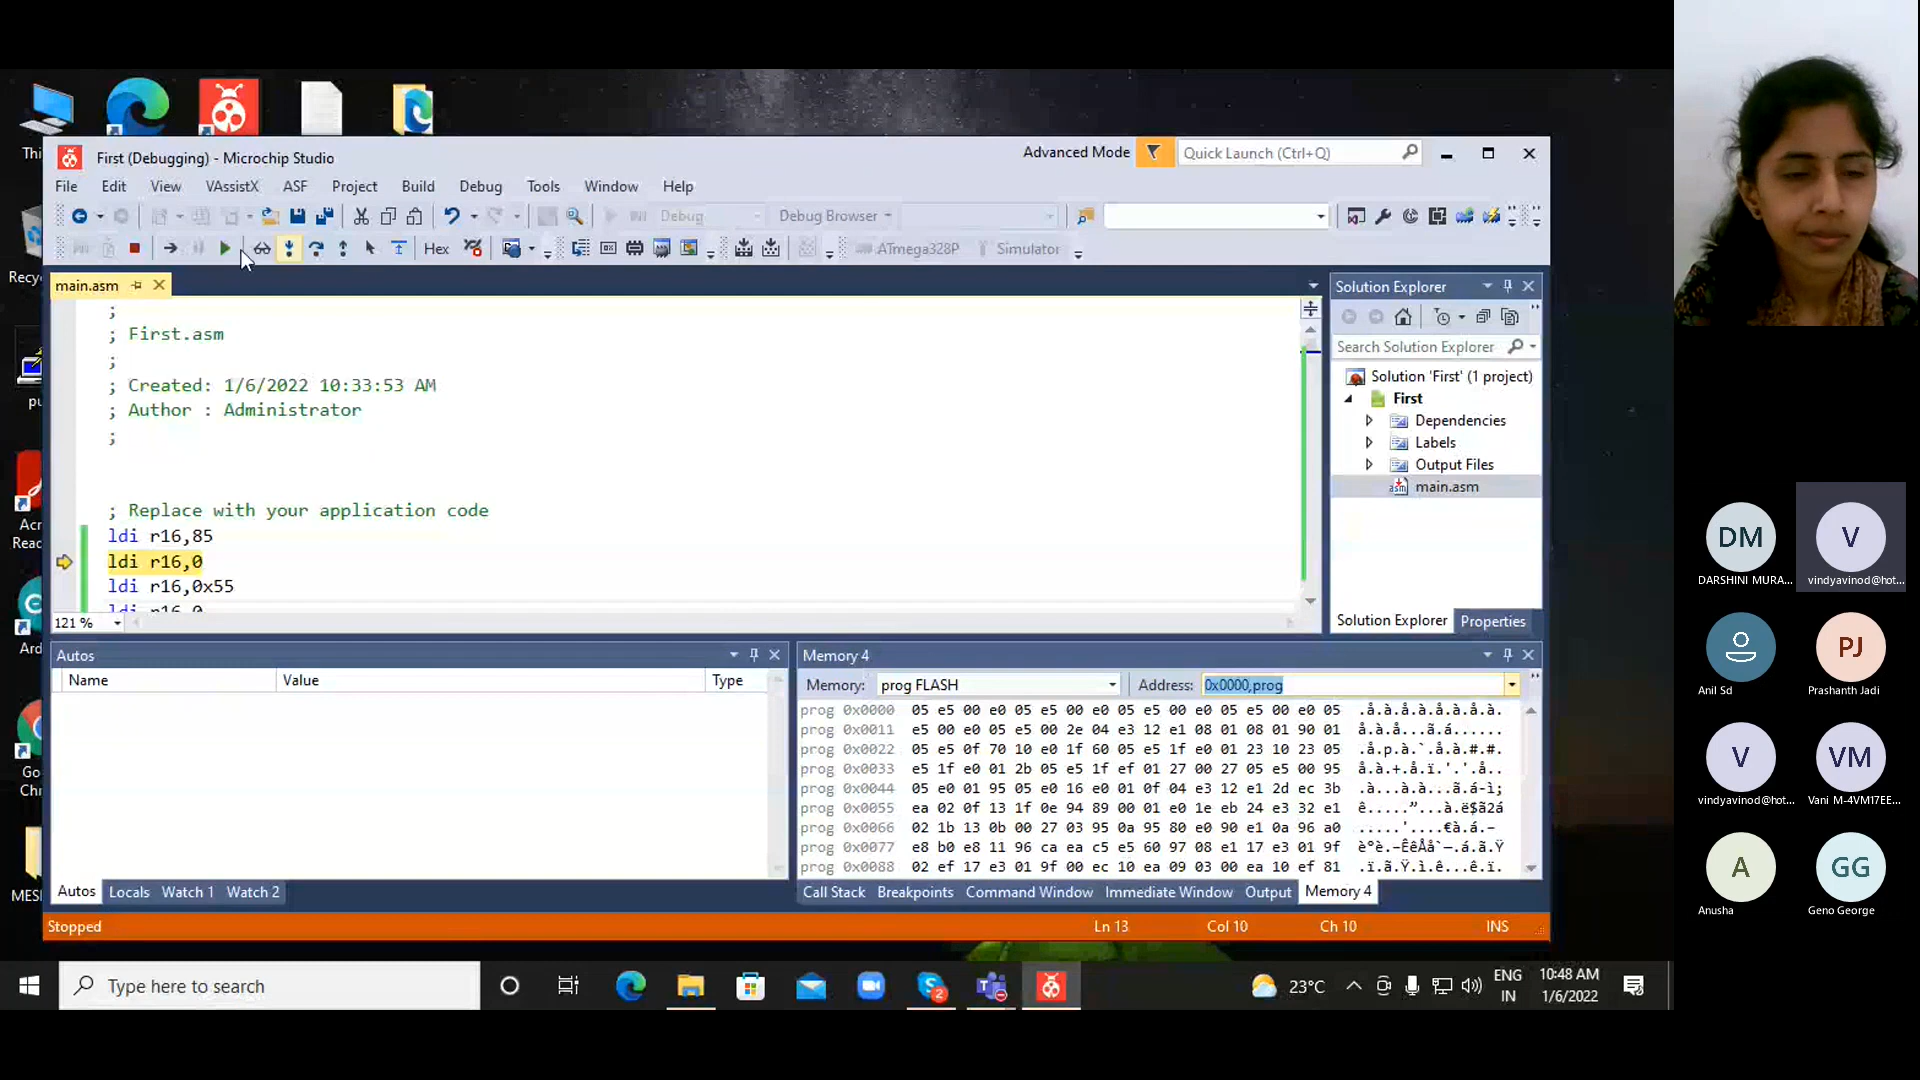 Thi
Recyc
pu
Acr
Read
Ard
Go
Chr
MES
First (Debugging) - Microchip Studio
Advanced Mode
Quick Launch (Ctrl+Q)
File Edit View VAssistX ASF Project Build Debug Tools Window Help
Debug
Debug Browser
Hex
ATmega328P
Simulator
main.asm
;
; First.asm
;
; Created: 1/6/2022 10:33:53 AM
; Author : Administrator
;
; Replace with your application code
ldi r16,85
ldi r16,0
ldi r16,0x55
ldi r16,0
121 %
Solution Explorer
Search Solution Explorer
Solution 'First' (1 project)
First
Dependencies
Labels
Output Files
main.asm
Solution Explorer Properties
Autos
Name Value Type
Autos Locals Watch 1 Watch 2
Memory 4
Memory: prog FLASH Address: 0x0000,prog
prog 0x0000 05 e5 00 e0 05 e5 00 e0 05 e5 00 e0 05 e5 00 e0 05 .å.à.å.à.å.à.å.à.
prog 0x0011 e5 00 e0 05 e5 00 2e 04 e3 12 e1 08 01 08 01 90 01 å.à.å...ã.á......
prog 0x0022 05 e5 0f 70 10 e0 1f 60 05 e5 1f e0 01 23 10 23 05 .å.p.à.`.å.à.#.#.
prog 0x0033 e5 1f e0 01 2b 05 e5 1f ef 01 27 00 27 05 e5 00 95 å.à.+.å.ï.'.'.å..
prog 0x0044 05 e0 01 95 05 e0 16 e0 01 0f 04 e3 12 e1 2d ec 3b .à...à.à...ã.á-ì;
prog 0x0055 ea 02 0f 13 1f 0e 94 89 00 01 e0 1e eb 24 e3 32 e1 ê.....”...à.ë$ã2á
prog 0x0066 02 1b 13 0b 00 27 03 95 0a 95 80 e0 90 e1 0a 96 a0 .....'....€à.á.–
prog 0x0077 e8 b0 e8 11 96 ca ea c5 e5 60 97 08 e1 17 e3 01 9f è°è.–ÊêÅå`—.á.ã.Ÿ
prog 0x0088 02 ef 17 e3 01 9f 00 ec 10 ea 09 03 00 ea 10 ef 81 .ï.ã.Ÿ.ì.ê...ê.ï.
Call Stack Breakpoints Command Window Immediate Window Output Memory 4
Stopped Ln 13 Col 10 Ch 10 INS
Type here to search
2
23°C
ENG
IN
10:48 AM
1/6/2022
DM
DARSHINI MURA...
V
vindyavinod@hot...
Anil Sd
PJ
Prashanth Jadi
V
vindyavinod@hot...
VM
Vani M-4VM17EE...
A
Anusha
GG
Geno George